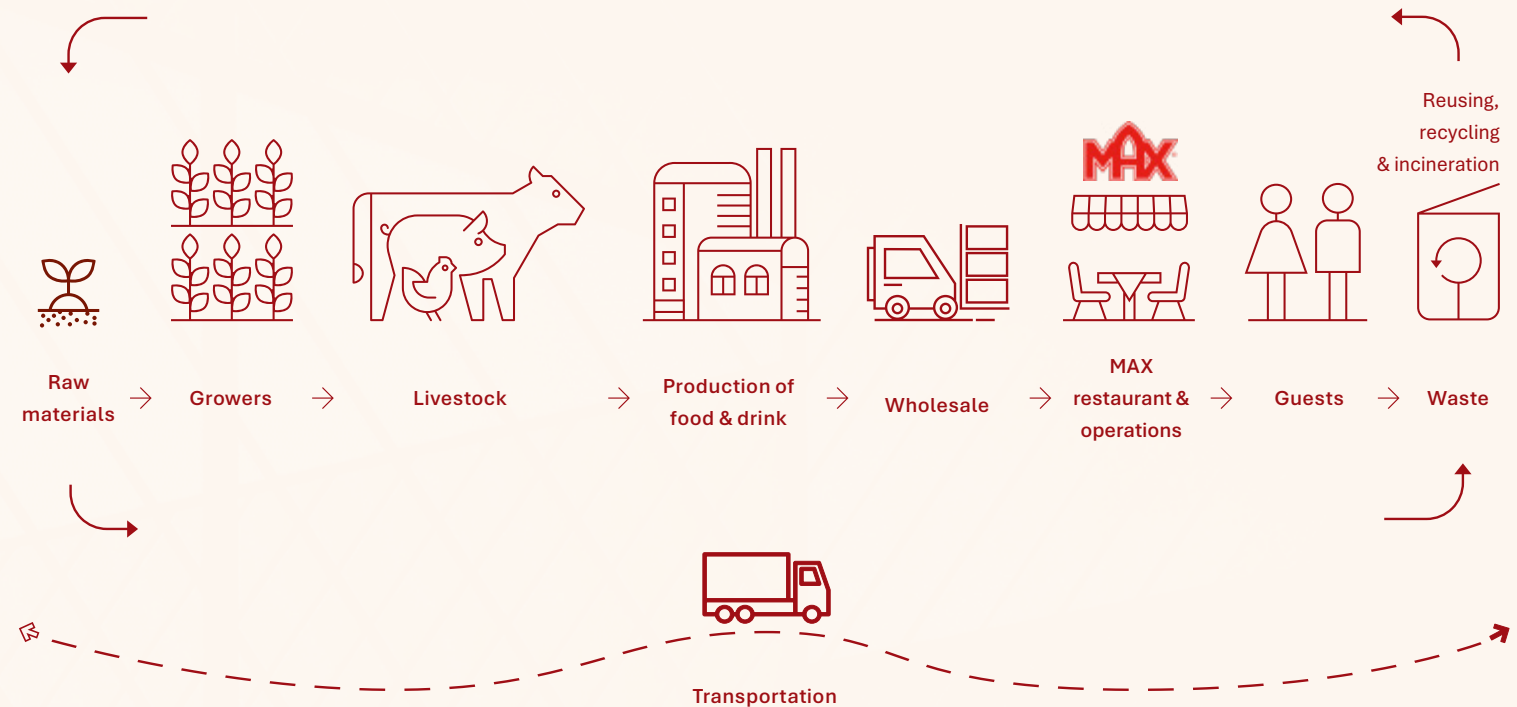 Reusing,
recycling
& incineration
MAX
Raw
materials
Growers
Livestock
Production of
food & drink
Wholesale
MAX
restaurant &
operations
Guests
Waste
Transportation